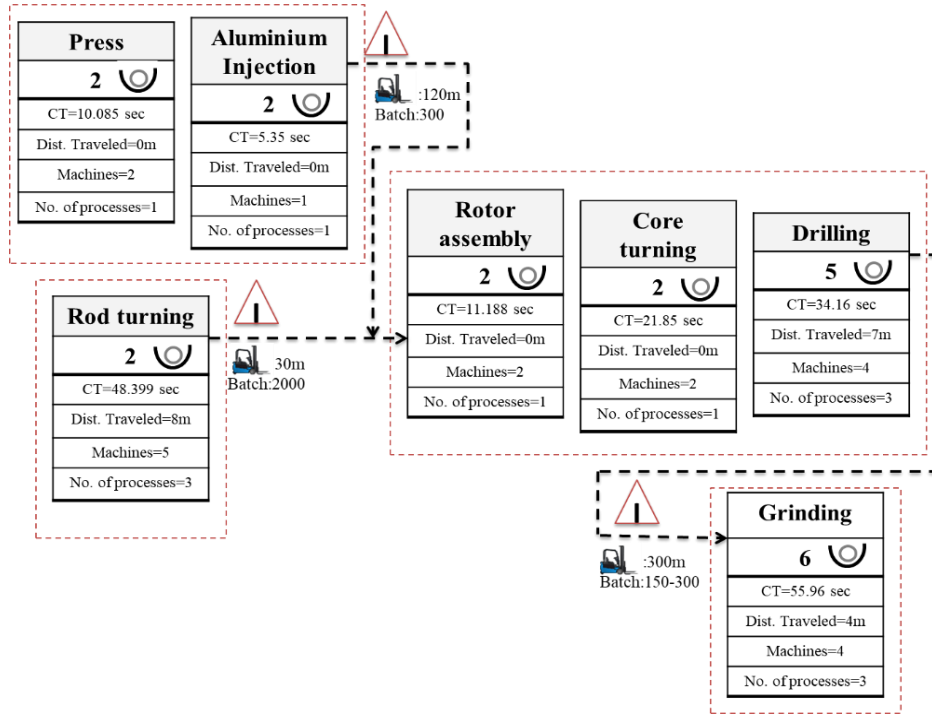 Press
2
CT=10.085 sec
Dist. Traveled=0m
Machines=2
No. of processes=1
Aluminium
Injection
2
CT=5.35 sec
Dist. Traveled=0m
Machines=1
No. of processes=1
I
:120m
Batch:300
Rod turning
2
CT=48.399 sec
Dist. Traveled=8m
Machines=5
No. of processes=3
I
30m
Batch:2000
Rotor
assembly
2
CT=11.188 sec
Dist. Traveled=0m
Machines=2
No. of processes=1
Core
turning
2
CT=21.85 sec
Dist. Traveled=0m
Machines=2
No. of processes=1
Drilling
5
CT=34.16 sec
Dist. Traveled=7m
Machines=4
No. of processes=3
I
:300m
Batch:150-300
Grinding
6
CT=55.96 sec
Dist. Traveled=4m
Machines=4
No. of processes=3